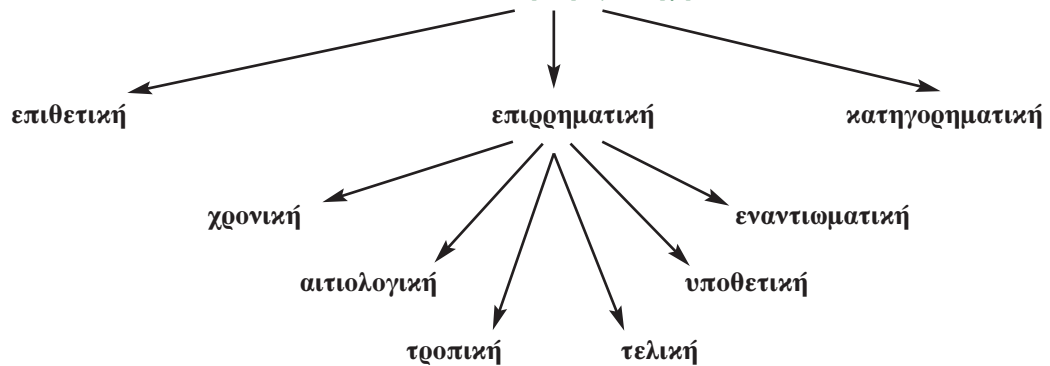 επιθετική επιρρηματική κατηγορηματική
χρονική εναντιωματική
αιτιολογική υποθετική
τροπική τελική